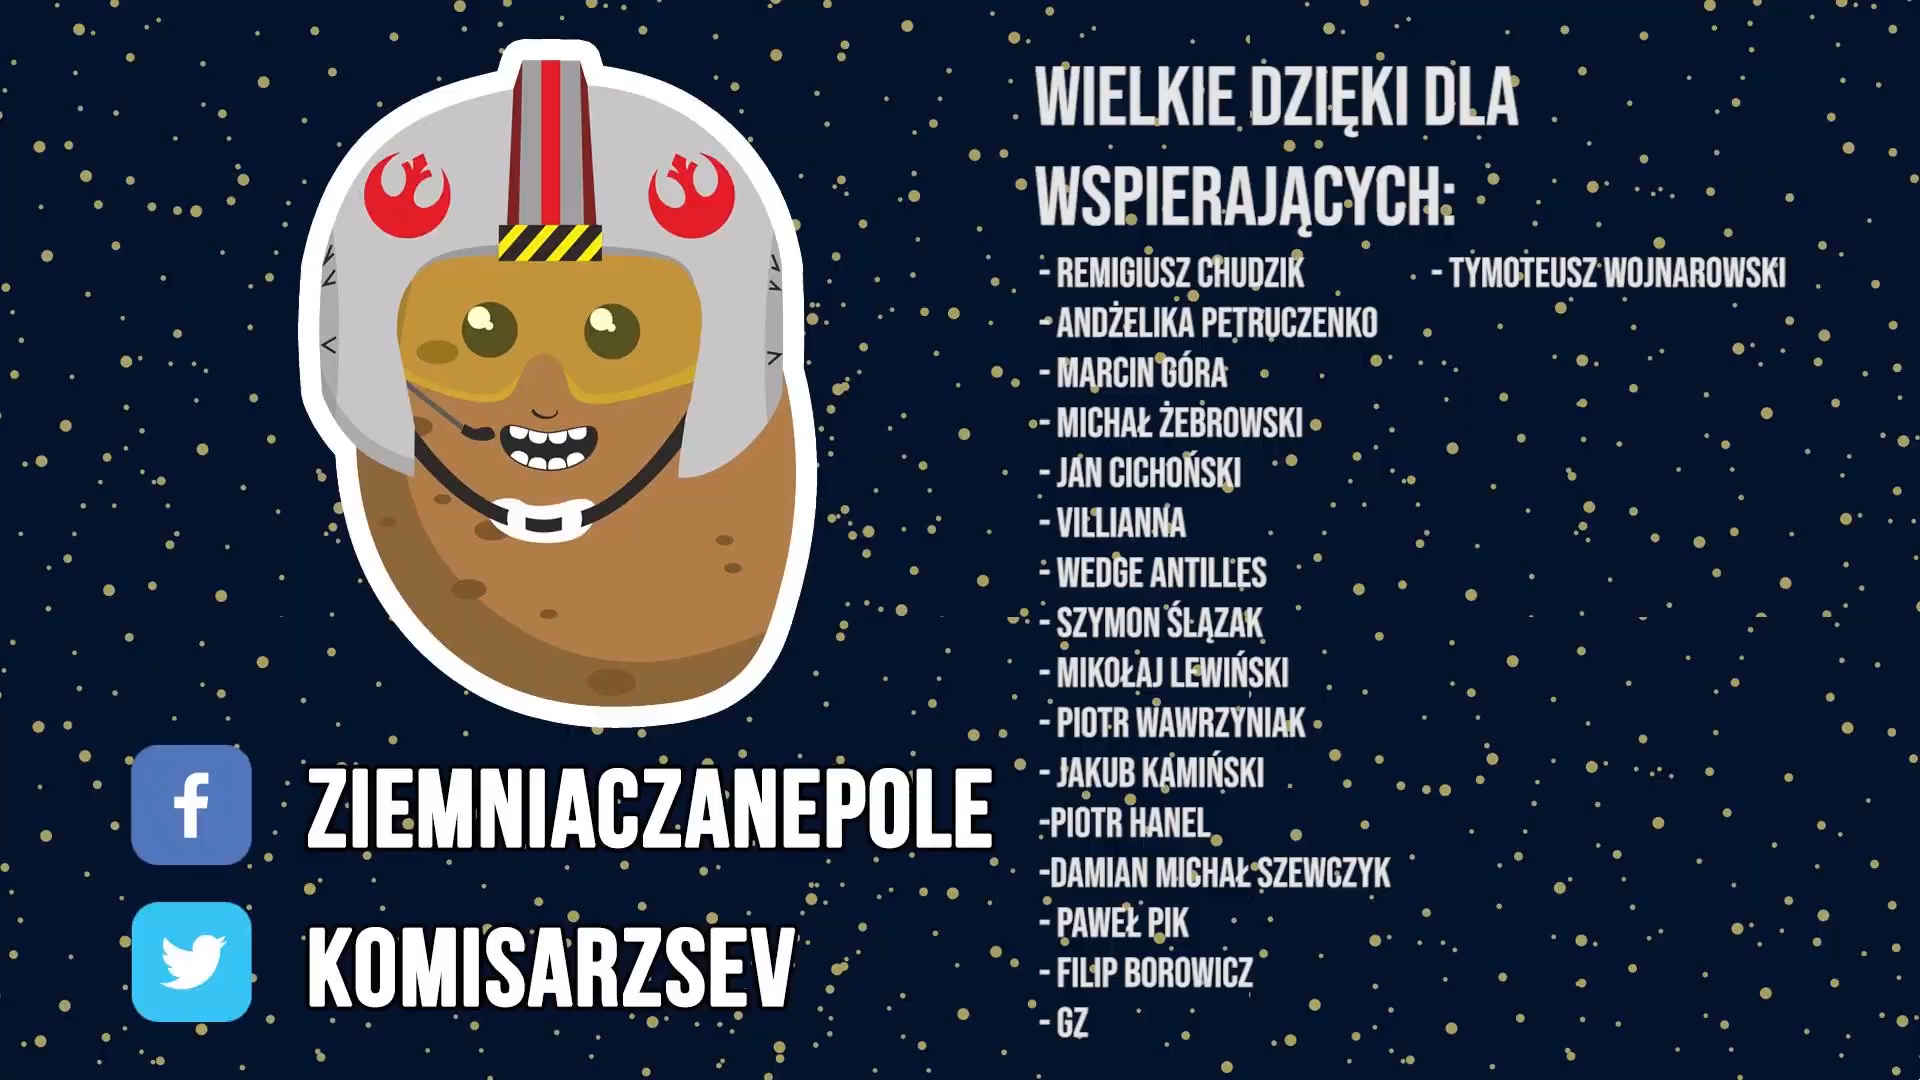 WIELKIE DZIĘKI DLA
WSPIERAJĄCYCH:
- REMIGIUSZ CHUDZIK
- ANDŻELIKA PETRUCZENKO
- MARCIN GÓRA
- MICHAŁ ŻEBROWSKI
- JAN CICHOŃSKI
- VILLIANNA
- WEDGE ANTILLES
- SZYMON ŚLĄZAK
- MIKOŁAJ LEWIŃSKI
- PIOTR WAWRZYNIAK
- JAKUB KAMIŃSKI
-PIOTR HANEL
-DAMIAN MICHAŁ SZEWCZYK
- PAWEŁ PIK
- FILIP BOROWICZ
- GZ
- TYMOTEUSZ WOJNAROWSKI
ZIEMNIACZANEPOLE
KOMISARZSEV